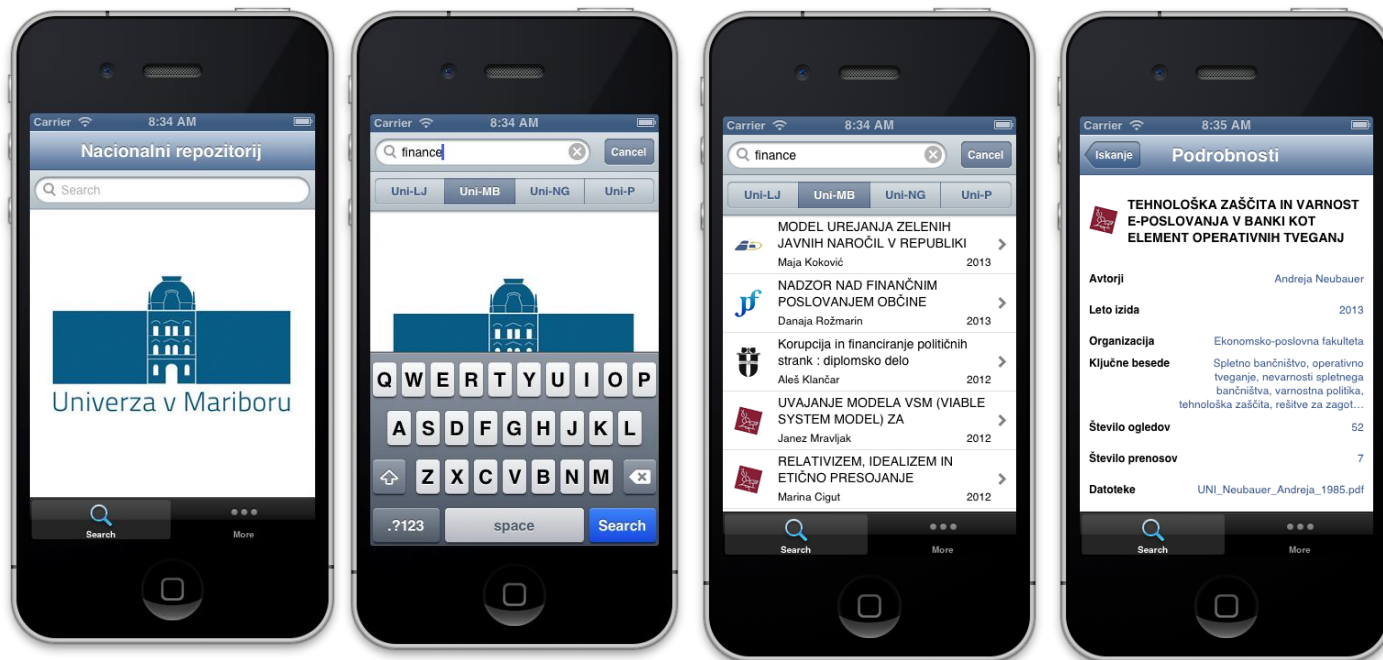 Carrier 8:34 AM
Nacionalni repozitorij
Search
Univerza v Mariboru
Search More
Carrier 8:34 AM
finance Cancel
Uni-LJ Uni-MB Uni-NG Uni-P
Q W E R T Y U I O P
A S D F G H J K L
Z X C V B N M
.?123 space Search
Carrier 8:34 AM
finance Cancel
Uni-LJ Uni-MB Uni-NG Uni-P
MODEL UREJANJA ZELENIH
JAVNIH NAROČIL V REPUBLIKI
Maja Koković 2013
NADZOR NAD FINANČNIM
POSLOVANJEM OBČINE
Danaja Rožmarin 2013
Korupcija in financiranje političnih
strank : diplomsko delo
Aleš Klančar 2012
UVAJANJE MODELA VSM (VIABLE
SYSTEM MODEL) ZA
Janez Mravljak 2012
RELATIVIZEM, IDEALIZEM IN
ETIČNO PRESOJANJE
Marina Cigut 2012
Search More
Carrier 8:35 AM
Iskanje Podrobnosti
TEHNOLOŠKA ZAŠČITA IN VARNOST
E-POSLOVANJA V BANKI KOT
ELEMENT OPERATIVNIH TVEGANJ
Avtorji Andreja Neubauer
Leto izida 2013
Organizacija Ekonomsko-poslovna fakulteta
Ključne besede Spletno bančništvo, operativno
tveganje, nevarnosti spletnega
bančništva, varnostna politika,
tehnološka zaščita, rešitve za zagot…
Število ogledov 52
Število prenosov 7
Datoteke UNI_Neubauer_Andreja_1985.pdf
Search More